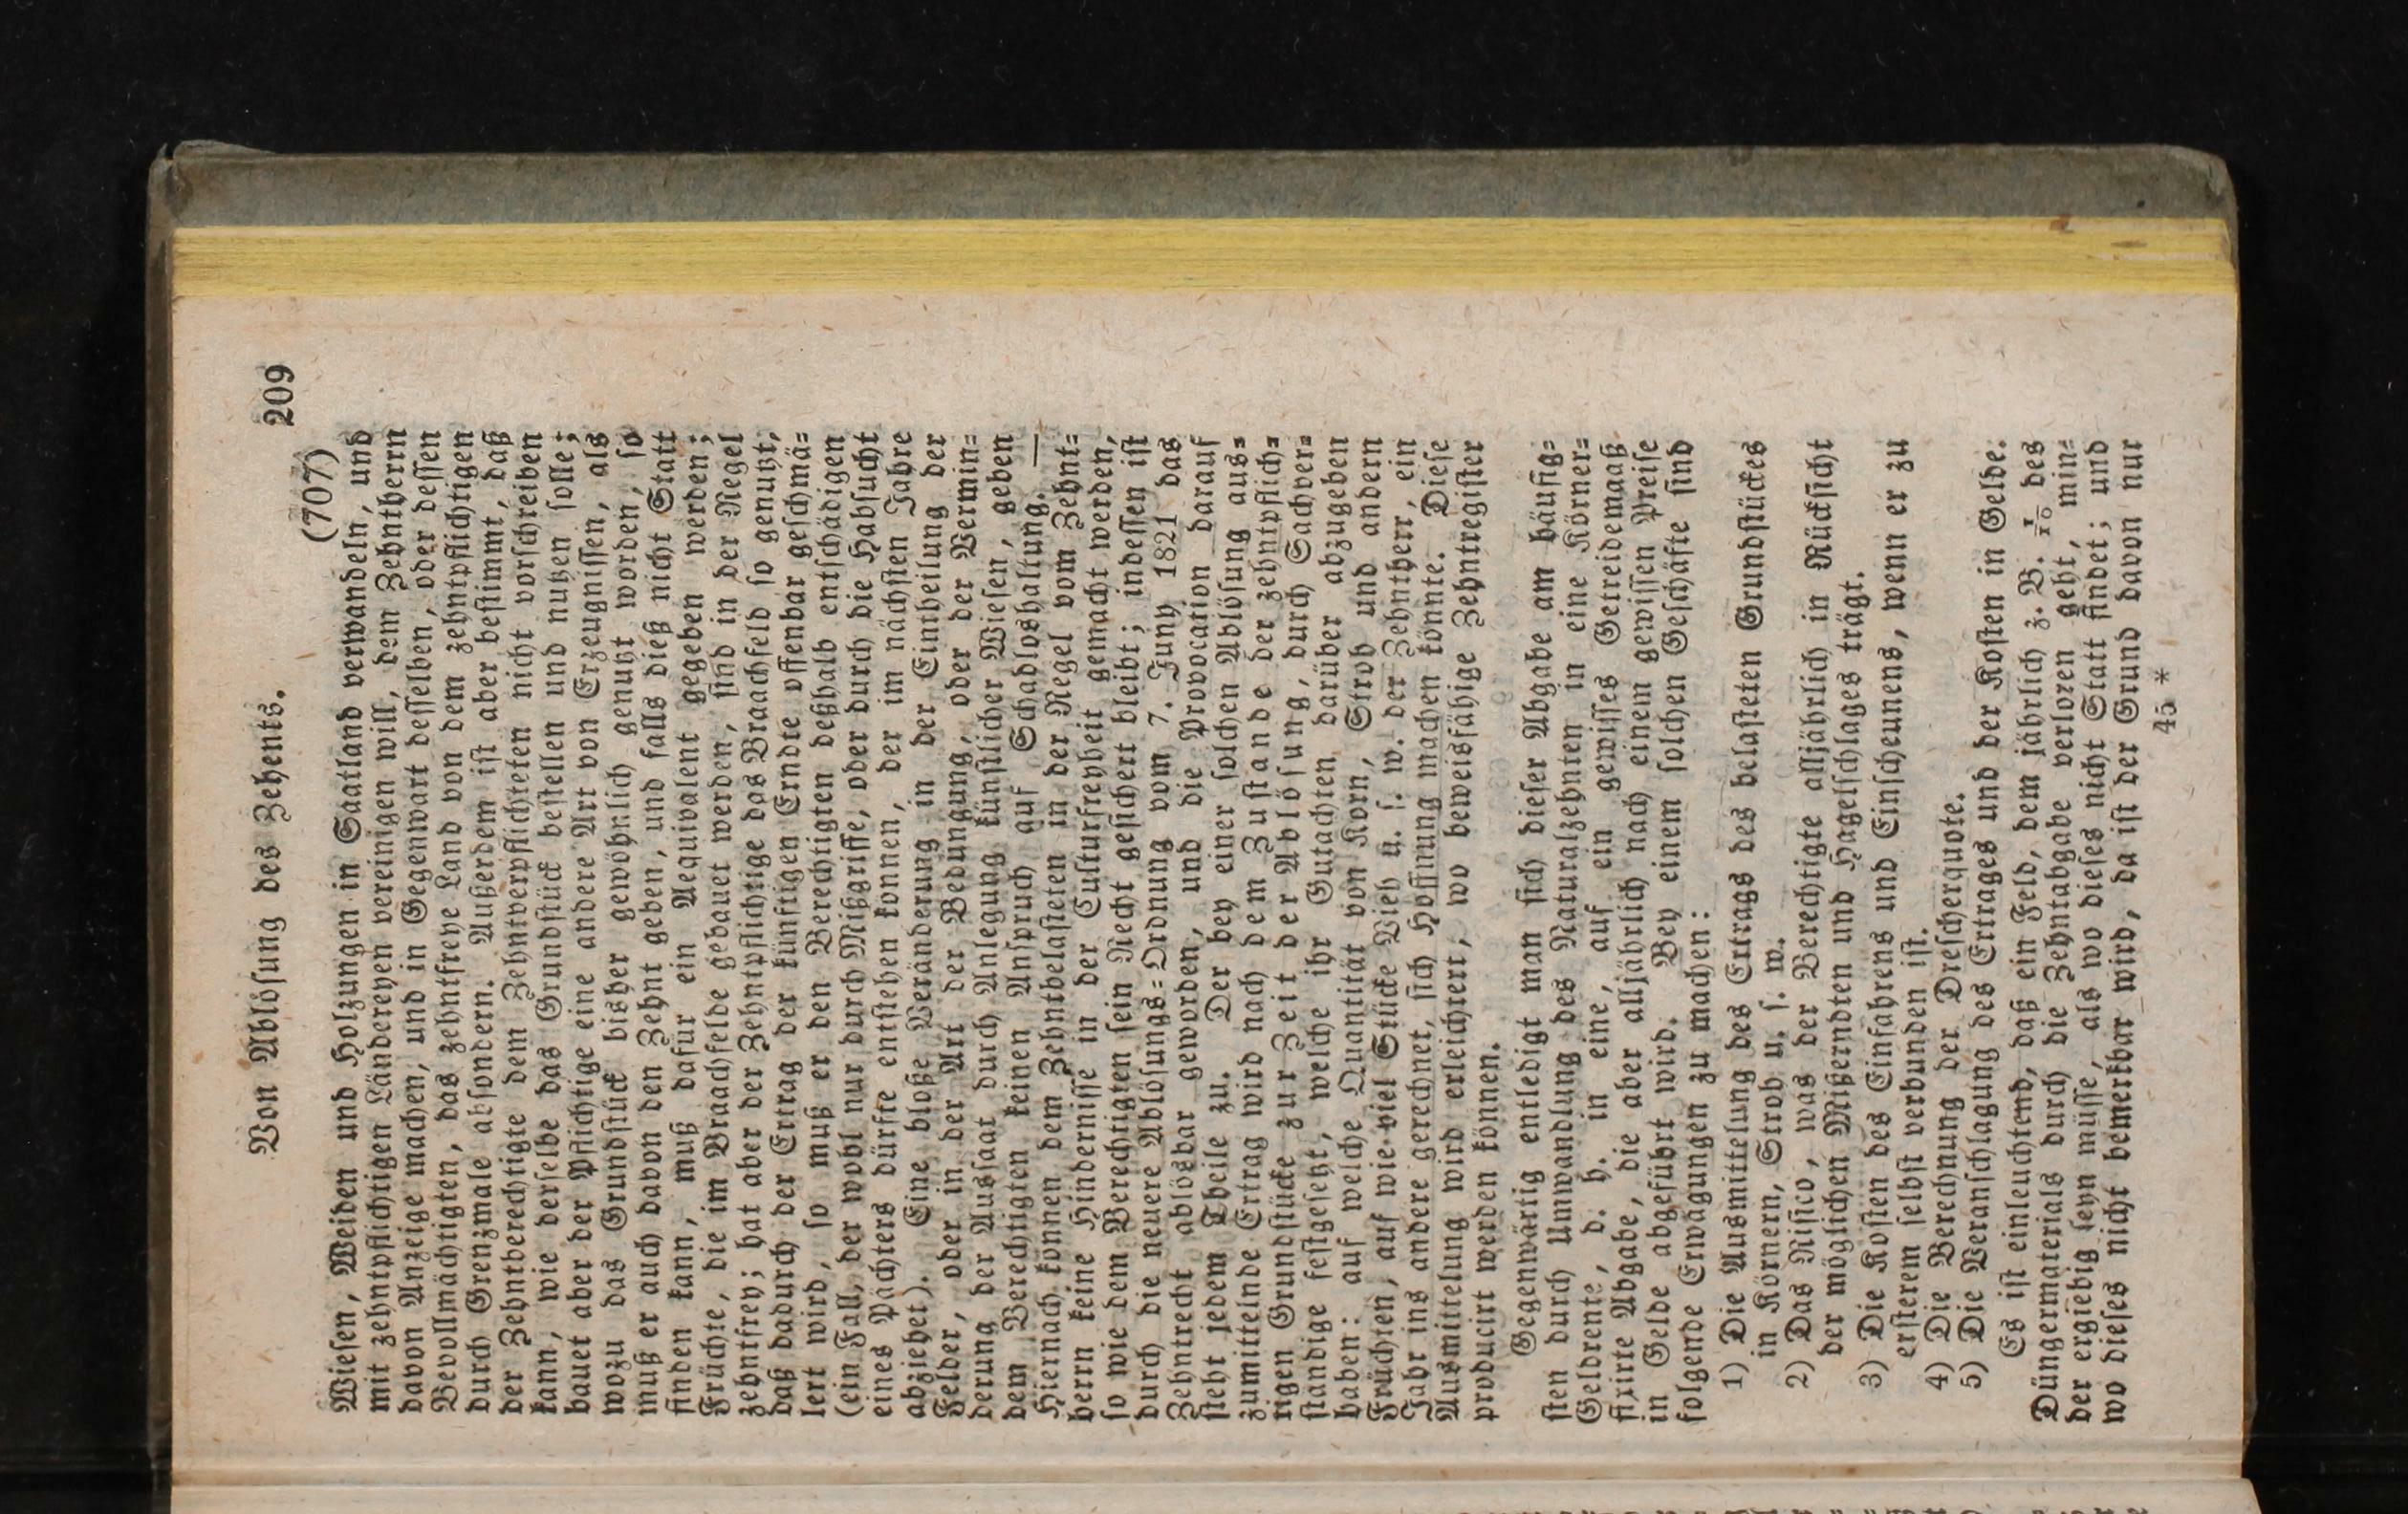 Von Ablösung des Zehents. 209
(707)
Wiesen, Weiden und Holzungen in Saatland verwandeln, und
mit zehntpflichtigen Ländereyen vereinigen will, dem Zehntherrn
davon Anzeige machen, und in Gegenwart desselben, oder dessen
Bevollmächtigten, das zehntfreye Land von dem zehntpflichtigen
durch Grenzmale absondern. Außerdem ist aber bestimmt, daß
der Zehntberechtigte dem Zehntverpflichteten nicht vorschreiben
kann, wie derselbe das Grundstück bestellen und nutzen solle;
bauet aber der Pflichtige eine andere Art von Erzeugnissen, als
wozu das Grundstück bisher gewöhnlich genutzt worden, so
muß er auch davon den Zehnt geben, und falls dieß nicht Statt
finden kann, muß dafür ein Aequivalent gegeben werden;
Früchte, die im Braachfelde gebauet werden, sind in der Regel
zehntfrey; hat aber der Zehntpflichtige das Braachfeld so genutzt,
daß dadurch der Ertrag der künftigen Erndte offenbar geschmä-
lert wird, so muß er den Berechtigten deßhalb entschädigen
(ein Fall, der wohl nur durch Mißgriffe, oder durch die Habsucht
eines Pächters dürfte entstehen konnen, der im nächsten Jahre
abziehet). Eine bloße Veränderung in der Eintheilung der
Felder, oder in der Art der Bedüngung, oder der Vermin-
derung der Aussaat durch Anlegung künstlicher Wiesen, geben
dem Berechtigten keinen Anspruch auf Schadloshaltung. —
Hiernach können dem Zehntbelasteten in der Regel vom Zehnt-
herrn keine Hindernisse in der Culturfreyheit gemacht werden,
so wie dem Berechtigten sein Recht gesichert bleibt; indessen ist
durch die neuere Ablösungs-Ordnung vom 7. Juny 1821 das
Zehntrecht ablösbar geworden, und die Provocation darauf
steht jedem Theile zu. Der bey einer solchen Ablösung aus-
zumittelnde Ertrag wird nach dem Zustande der zehntpflich-
tigen Grundstücke zur Zeit der Ablösung, durch Sachver-
ständige festgesetzt, welche ihr Gutachten darüber abzugeben
haben: auf welche Quantität von Korn, Stroh und andern
Früchten, auf wie viel Stücke Vieh u. s. w. der Zehntherr, ein
Jahr ins andere gerechnet, sich Hoffnung machen könnte. Diese
Ausmittelung wird erleichtert, wo beweisfähige Zehntregister
producirt werden können.
Gegenwärtig entledigt man sich dieser Abgabe am häufig-
sten durch Umwandlung des Naturalzehnten in eine Körner-
Geldrente, d. h. in eine, auf ein gewisses Getreidemaaß
fixirte Abgabe, die aber alljährlich nach einem gewissen Preise
in Gelde abgeführt wird. Bey einem solchen Geschäfte sind
folgende Erwägungen zu machen:
1) Die Ausmittelung des Ertrags des belasteten Grundstückes
in Körnern, Stroh u. s. w.
2) Das Risico, was der Berechtigte alljährlich in Rücksicht
der möglichen Mißerndten und Hagelschlages trägt.
3) Die Kosten des Einfahrens und Einscheunens, wenn er zu
ersterem selbst verbunden ist.
4) Die Berechnung der Drescherquote.
5) Die Veranschlagung des Ertrages und der Kosten in Gelde.
Es ist einleuchtend, daß ein Feld, dem jährlich z. B. 1/10 des
Düngermaterials durch die Zehntabgabe verloren geht, min-
der ergiebig seyn müsse, als wo dieses nicht Statt findet; und
wo dieses nicht bemerkbar wird, da ist der Grund davon nur
45 *